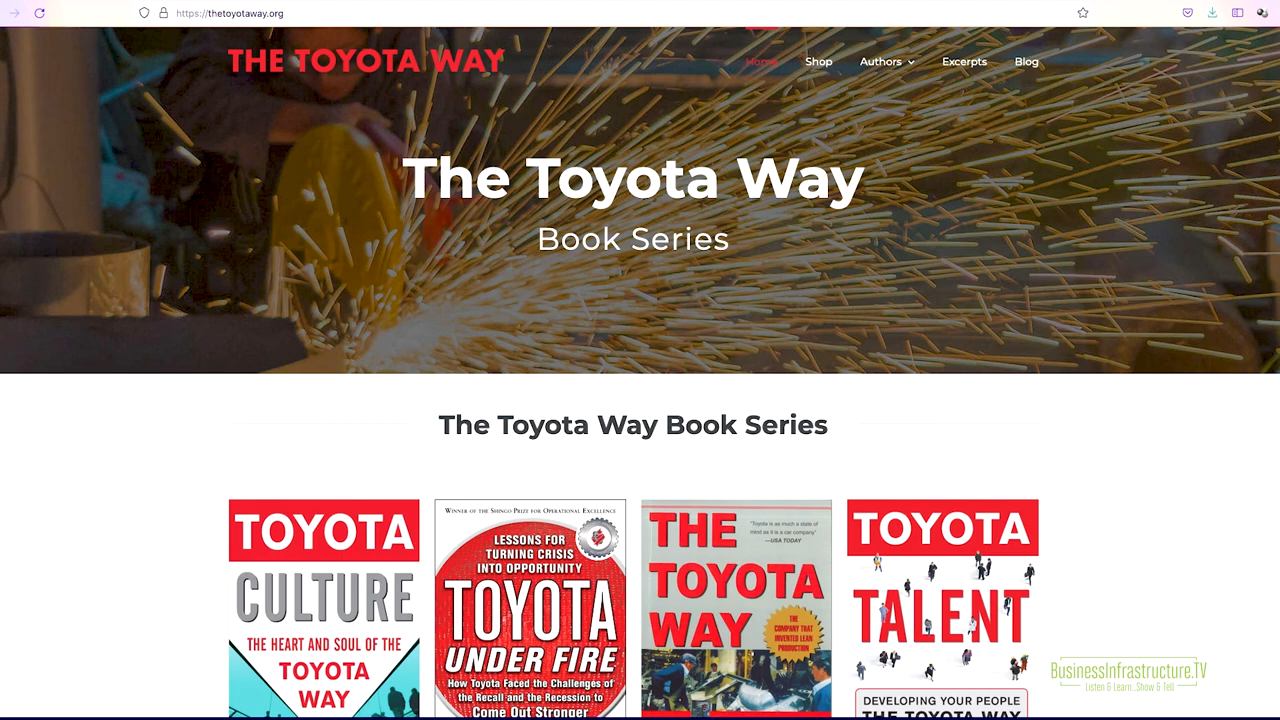 https://thetoyotaway.org
THE TOYOTA WAY
Home Shop Authors Excerpts Blog
The Toyota Way
Book Series
The Toyota Way Book Series
TOYOTA
CULTURE
THE HEART AND SOUL OF THE
TOYOTA
WAY
WINNER OF THE SHINGO PRIZE FOR OPERATIONAL EXCELLENCE
LESSONS FOR
TURNING CRISIS
INTO OPPORTUNITY
TOYOTA
UNDER FIRE
How Toyota Faced the Challenges of
the Recall and the Recession to
Come Out Stronger
THE
TOYOTA
WAY
"Toyota is as much a state of
mind as it is a car company"
—USA TODAY
THE
COMPANY THAT
INVENTED LEAN
PRODUCTION
TOYOTA
TALENT
DEVELOPING YOUR PEOPLE
THE TOYOTA WAY
BusinessInfrastructure.TV
Listen & Learn...Show & Tell